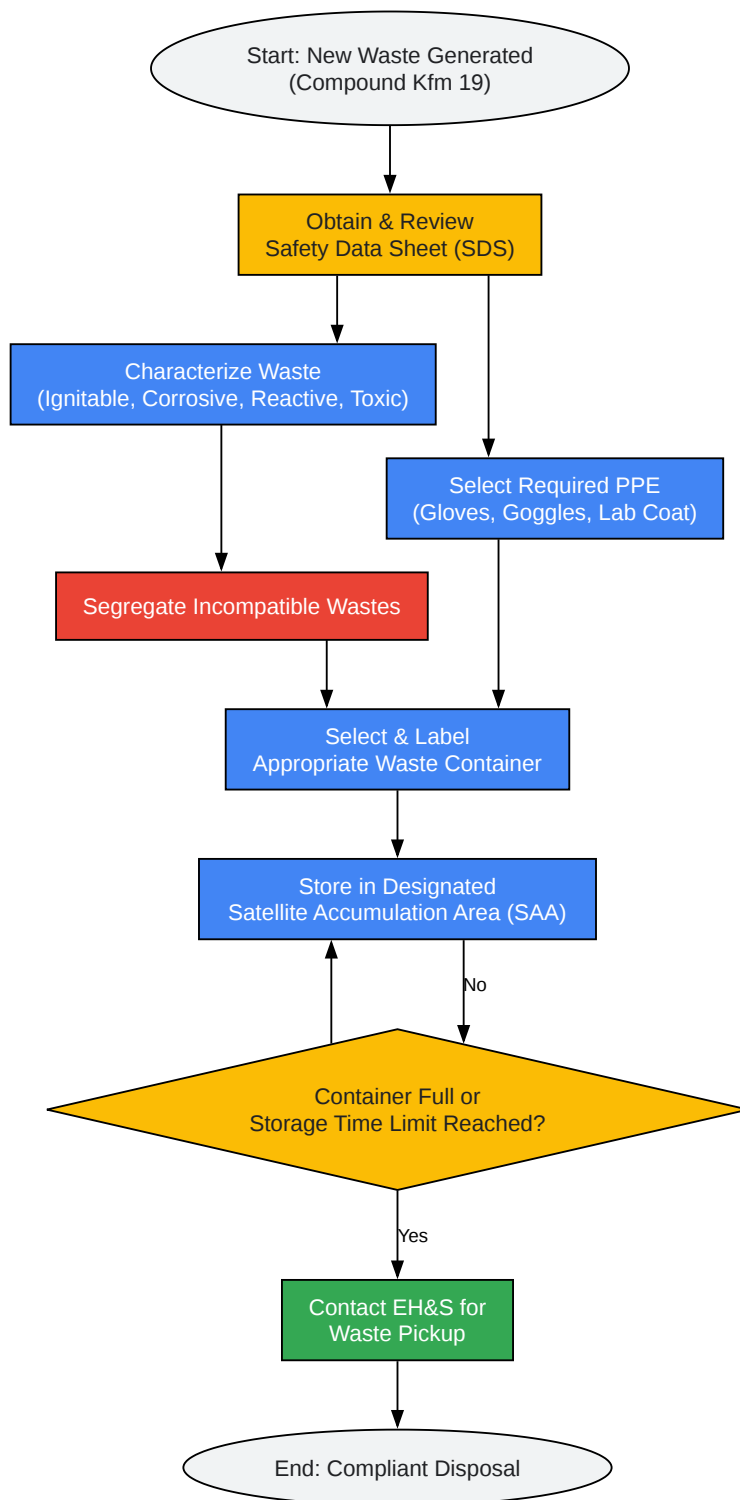 Start: New Waste Generated
(Compound Kfm 19)
Obtain & Review
Safety Data Sheet (SDS)
Characterize Waste
(Ignitable, Corrosive, Reactive, Toxic)
Select Required PPE
(Gloves, Goggles, Lab Coat)
Segregate Incompatible Wastes
Select & Label
Appropriate Waste Container
Store in Designated
Satellite Accumulation Area (SAA)
No
Container Full or
Storage Time Limit Reached?
Yes
Contact EH&S for
Waste Pickup
End: Compliant Disposal